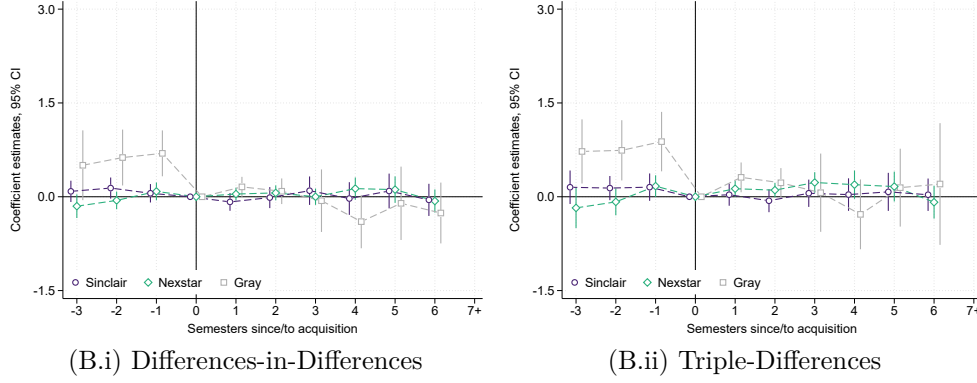 3.0
1.5
0.0
-1.5
Coefficient estimates, 95% CI
Sinclair Nexstar Gray
-3 -2 -1 0 1 2 3 4 5 6 7+
Semesters since/to acquisition
(B.i) Differences-in-Differences
3.0
1.5
0.0
-1.5
Coefficient estimates, 95% CI
Sinclair Nexstar Gray
-3 -2 -1 0 1 2 3 4 5 6 7+
Semesters since/to acquisition
(B.ii) Triple-Differences